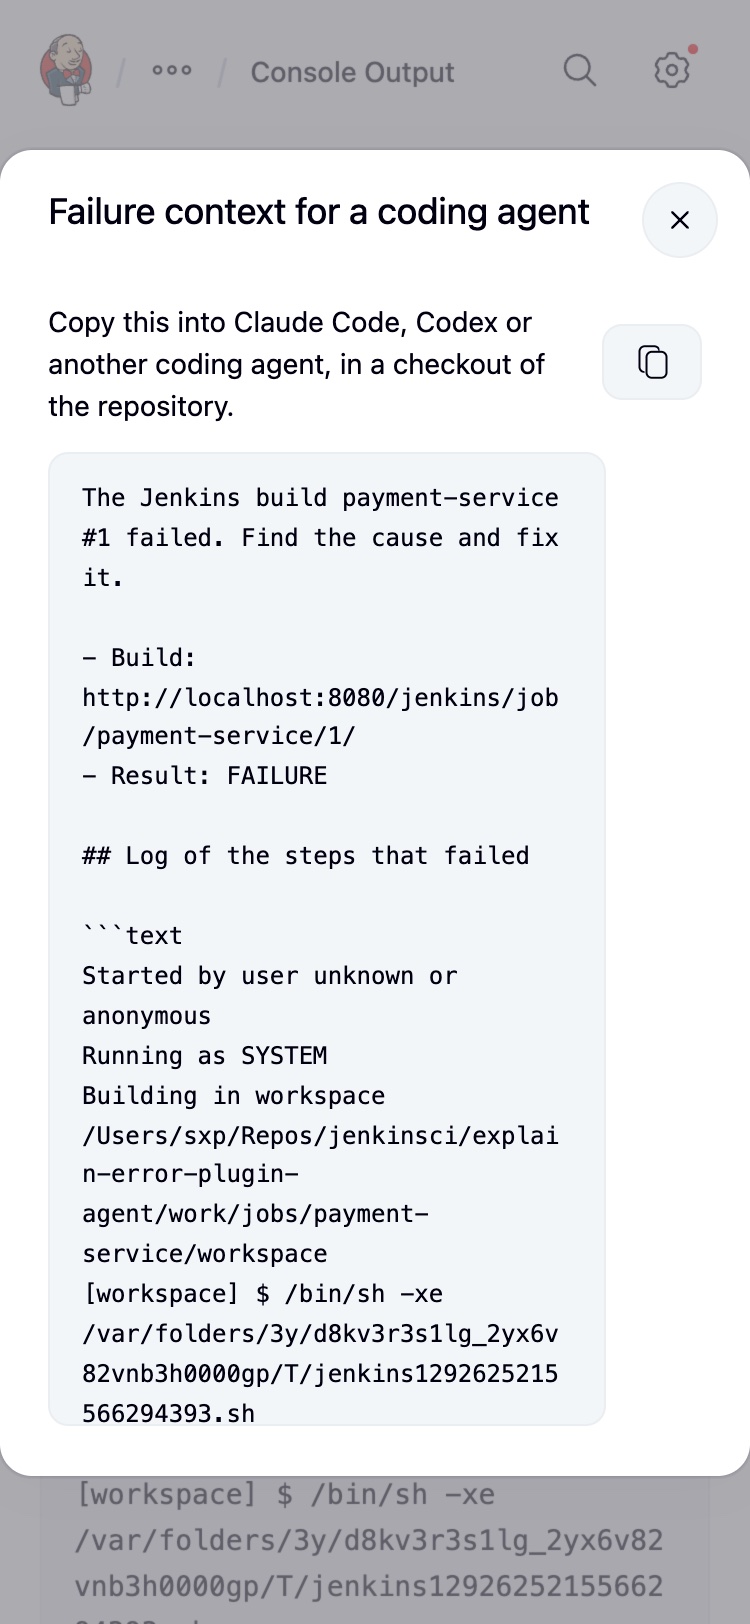 / ••• / Console Output
Failure context for a coding agent
Copy this into Claude Code, Codex or
another coding agent, in a checkout of
the repository.
The Jenkins build payment-service
#1 failed. Find the cause and fix
it.
- Build:
http://localhost:8080/jenkins/job
/payment-service/1/
- Result: FAILURE
## Log of the steps that failed
```text
Started by user unknown or
anonymous
Running as SYSTEM
Building in workspace
/Users/sxp/Repos/jenkinsci/explai
n-error-plugin-
agent/work/jobs/payment-
service/workspace
[workspace] $ /bin/sh -xe
/var/folders/3y/d8kv3r3s1lg_2yx6v
82vnb3h0000gp/T/jenkins1292625215
566294393.sh
[workspace] $ /bin/sh -xe
/var/folders/3y/d8kv3r3s1lg_2yx6v82
vnb3h0000gp/T/jenkins12926252155662